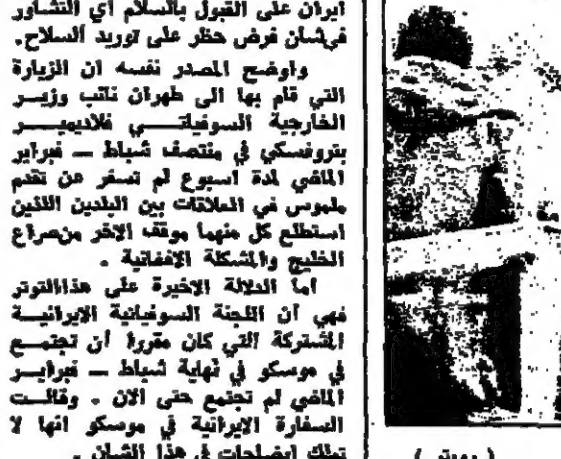 ايران على القبول بالسلام اي التشاور
في شان فرض حظر على توريد السلاح.
واوضح المصدر نفسه ان الزيارة
التي قام بها الى طهران نائب وزير
الخارجية السوفياتي فلاديمير
بتروفسكي في منتصف شباط — فبراير
الماضي لمدة اسبوع لم تسفر عن تقدم
ملموس في العلاقات بين البلدين اللذين
استطلع كل منهما موقف الاخر من صراع
الخليج والمشكلة الافغانية .
اما الدلالة الاخيرة على هذا التوتر
فهي ان اللجنة السوفياتية الايرانية
المشتركة التي كان مقررا ان تجتمع
في موسكو في نهاية شباط — فبراير
الماضي لم تجتمع حتى الان . وقالت
السفارة الايرانية في موسكو انها لا
تملك ايضاحات في هذا الشان .
( رويتر )